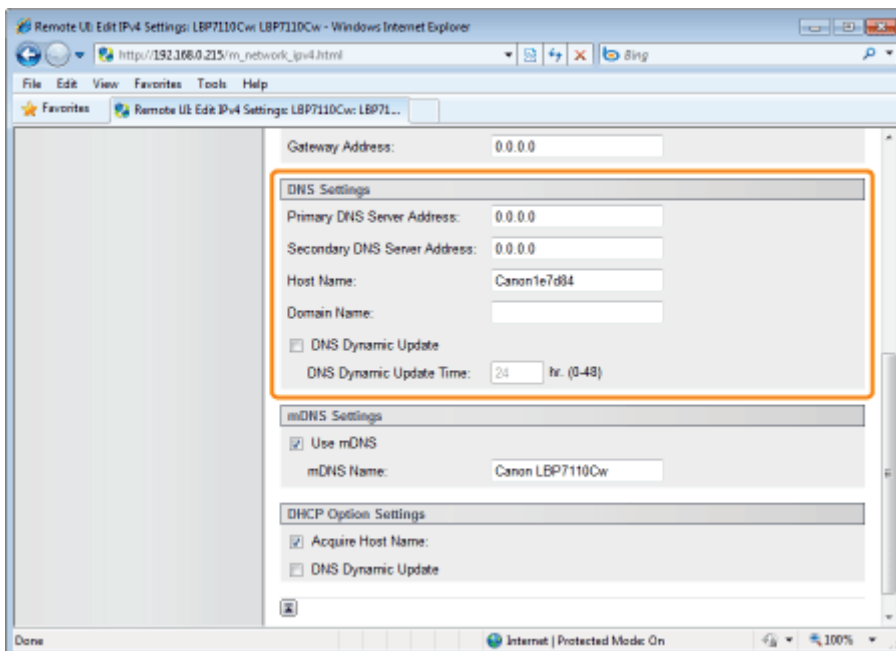 Remote UI: Edit IPv4 Settings: LBP7110Cw: LBP7110Cw - Windows Internet Explorer
http://192.168.0.215/m_network_ipv4.html
Bing
File Edit View Favorites Tools Help
Favorites
Remote UI: Edit IPv4 Settings: LBP7110Cw: LBP71...
Gateway Address: 0.0.0.0
DNS Settings
Primary DNS Server Address: 0.0.0.0
Secondary DNS Server Address: 0.0.0.0
Host Name: Canon1e7d84
Domain Name:
DNS Dynamic Update
DNS Dynamic Update Time: 24 hr. (0-48)
mDNS Settings
Use mDNS
mDNS Name: Canon LBP7110Cw
DHCP Option Settings
Acquire Host Name:
DNS Dynamic Update
Done
Internet | Protected Mode: On
100%